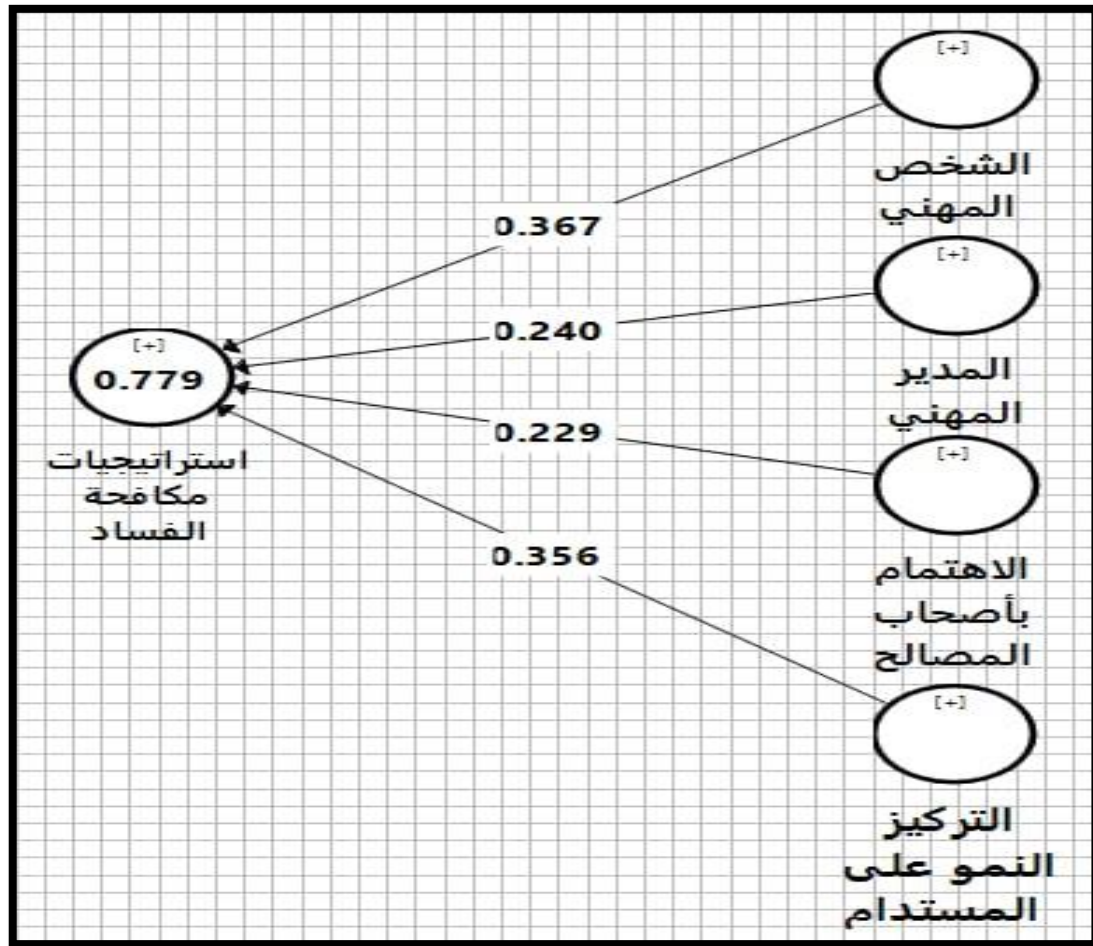 [+]
الشخص
المهني
0.367
[+]
المدير
المهني
0.240
[+]
0.779
استراتيجيات
مكافحة
الفساد
0.229
[+]
الاهتمام
بأصحاب
المصالح
0.356
[+]
التركيز
النمو على
المستدام